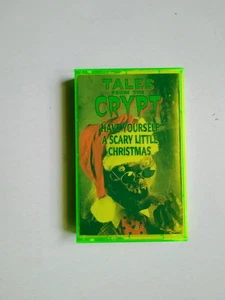 TALES
FROM THE
CRYPT
HAVE YOURSELF
A SCARY LITTLE
CHRISTMAS